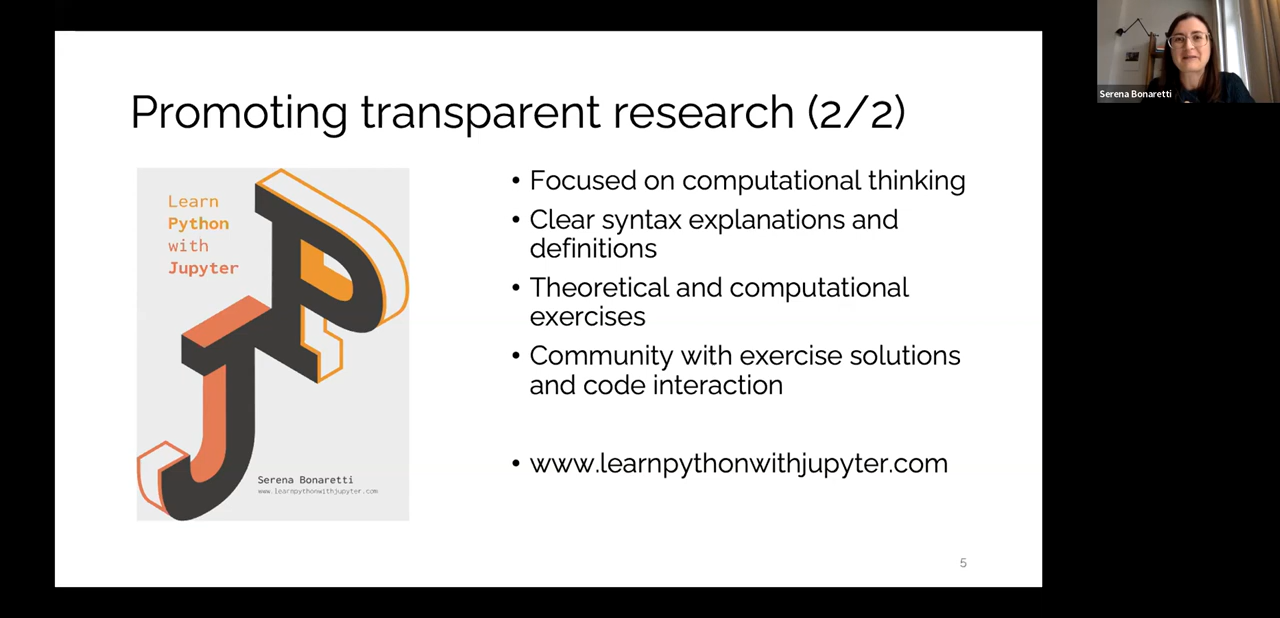 Promoting transparent research (2/2)
Learn
Python
with
Jupyter
Serena Bonaretti
www.learnpythonwithjupyter.com
• Focused on computational thinking
• Clear syntax explanations and
definitions
• Theoretical and computational
exercises
• Community with exercise solutions
and code interaction
• www.learnpythonwithjupyter.com
5
Serena Bonaretti